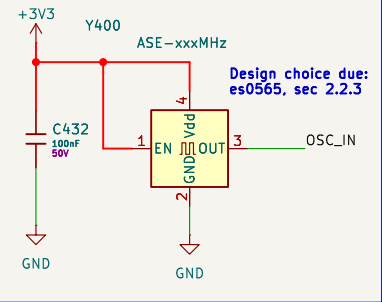 +3V3
Y400
ASE-xxxMHz
Design choice due:
es0565, sec 2.2.3
4
Vdd
C432
100nF
50V
1
EN
OUT
3
OSC_IN
GND
2
GND
GND